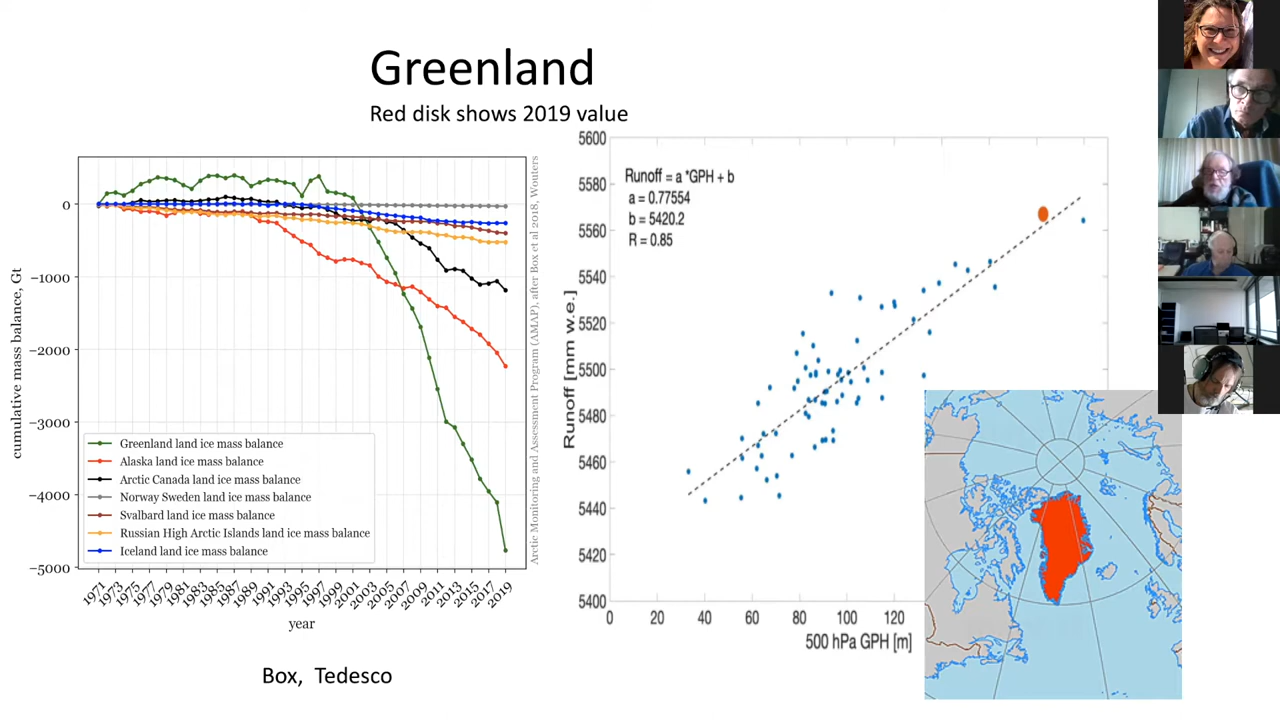 Greenland
Red disk shows 2019 value
cumulative mass balance, Gt
0
−1000
−2000
−3000
−4000
−5000
Greenland land ice mass balance
Alaska land ice mass balance
Arctic Canada land ice mass balance
Norway Sweden land ice mass balance
Svalbard land ice mass balance
Russian High Arctic Islands land ice mass balance
Iceland land ice mass balance
1971
1973
1975
1977
1979
1981
1983
1985
1987
1989
1991
1993
1995
1997
1999
2001
2003
2005
2007
2009
2011
2013
2015
2017
2019
year
Arctic Monitoring and Assessment Program (AMAP), after Box et al 2018, Wouters
Runoff [mm w.e.]
5600
5580
5560
5540
5520
5500
5480
5460
5440
5420
5400
Runoff = a *GPH + b
a = 0.77554
b = 5420.2
R = 0.85
0 20 40 60 80 100 120
500 hPa GPH [m]
Box, Tedesco